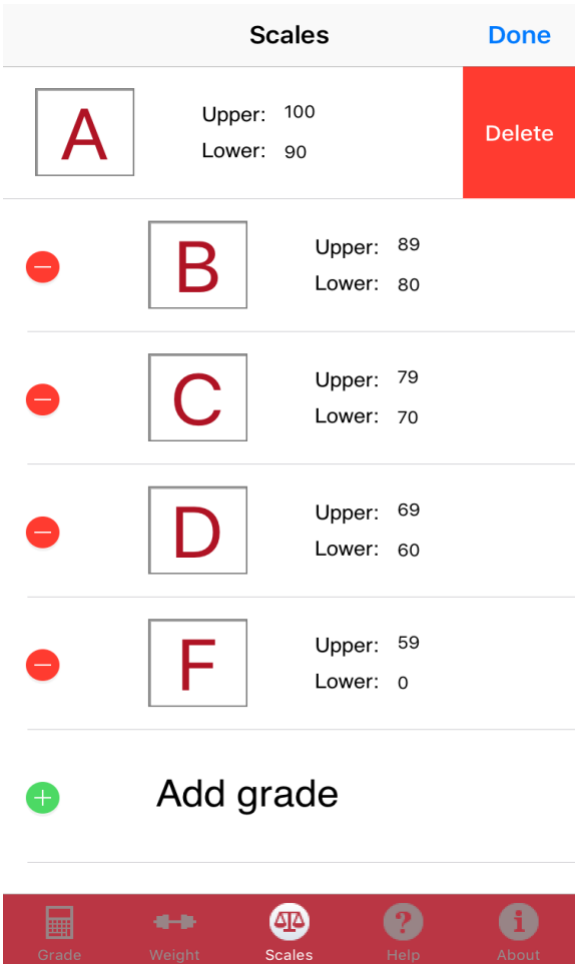 Scales Done
A Upper: 100 Delete
Lower: 90
B Upper: 89
Lower: 80
C Upper: 79
Lower: 70
D Upper: 69
Lower: 60
F Upper: 59
Lower: 0
Add grade
Grade Weight Scales Help About